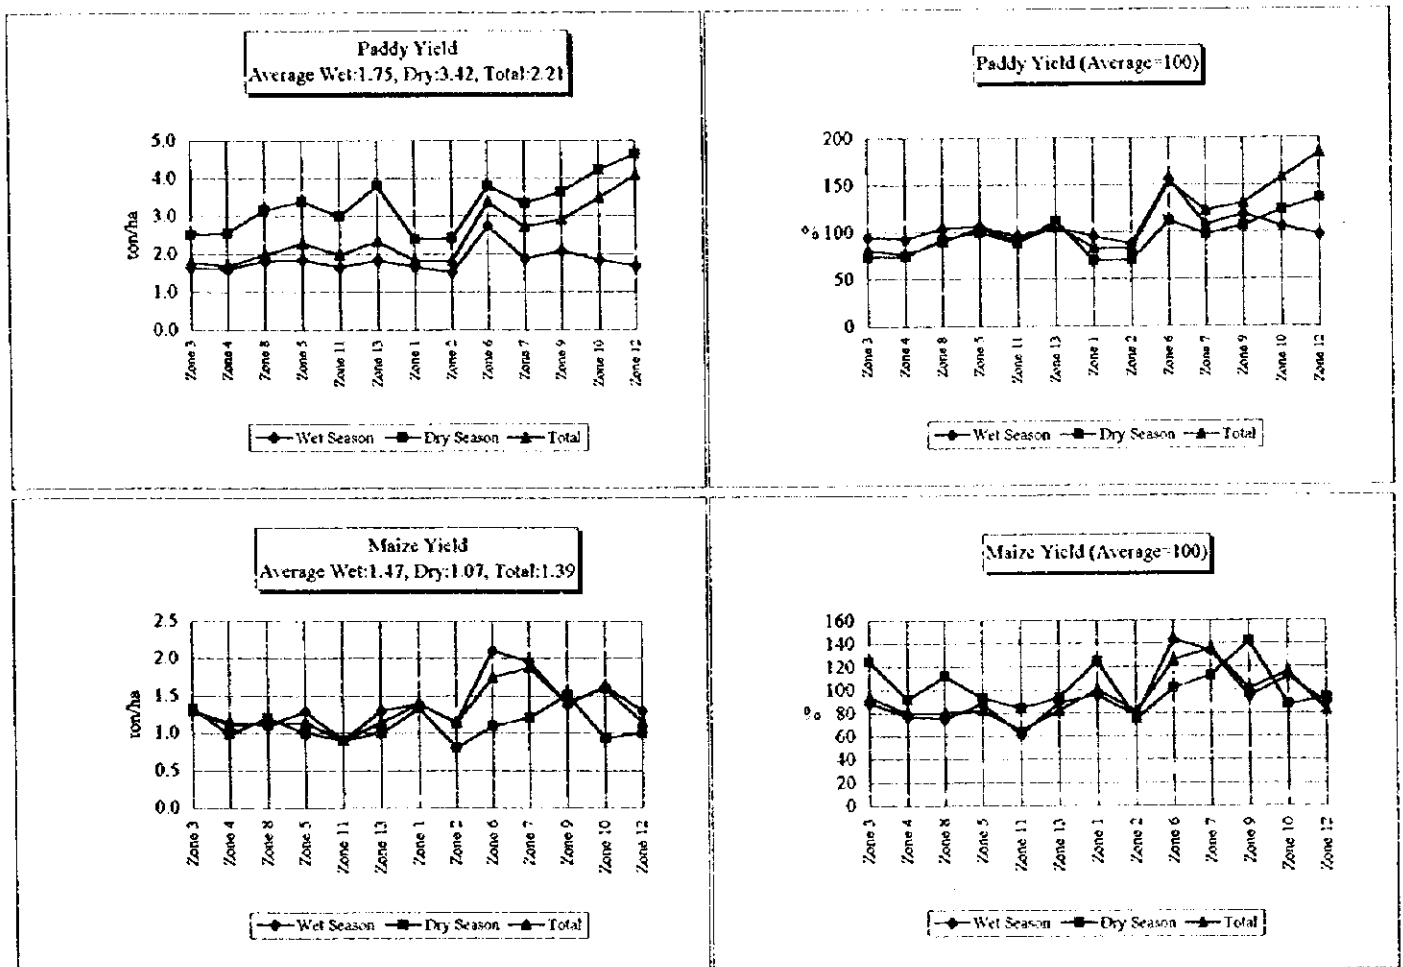 Paddy Yield
Average Wet:1.75, Dry:3.42, Total:2.21
5.0
4.0
3.0
2.0
1.0
0.0
ton/ha
Zone 3
Zone 4
Zone 8
Zone 5
Zone 11
Zone 13
Zone 1
Zone 2
Zone 6
Zone 7
Zone 9
Zone 10
Zone 12
Wet Season Dry Season Total
Paddy Yield (Average=100)
200
150
100
50
0
%
Zone 3
Zone 4
Zone 8
Zone 5
Zone 11
Zone 13
Zone 1
Zone 2
Zone 6
Zone 7
Zone 9
Zone 10
Zone 12
Wet Season Dry Season Total
Maize Yield
Average Wet:1.47, Dry:1.07, Total:1.39
2.5
2.0
1.5
1.0
0.5
0.0
ton/ha
Zone 3
Zone 4
Zone 8
Zone 5
Zone 11
Zone 13
Zone 1
Zone 2
Zone 6
Zone 7
Zone 9
Zone 10
Zone 12
Wet Season Dry Season Total
Maize Yield (Average=100)
160
140
120
100
80
60
40
20
0
%
Zone 3
Zone 4
Zone 8
Zone 5
Zone 11
Zone 13
Zone 1
Zone 2
Zone 6
Zone 7
Zone 9
Zone 10
Zone 12
Wet Season Dry Season Total